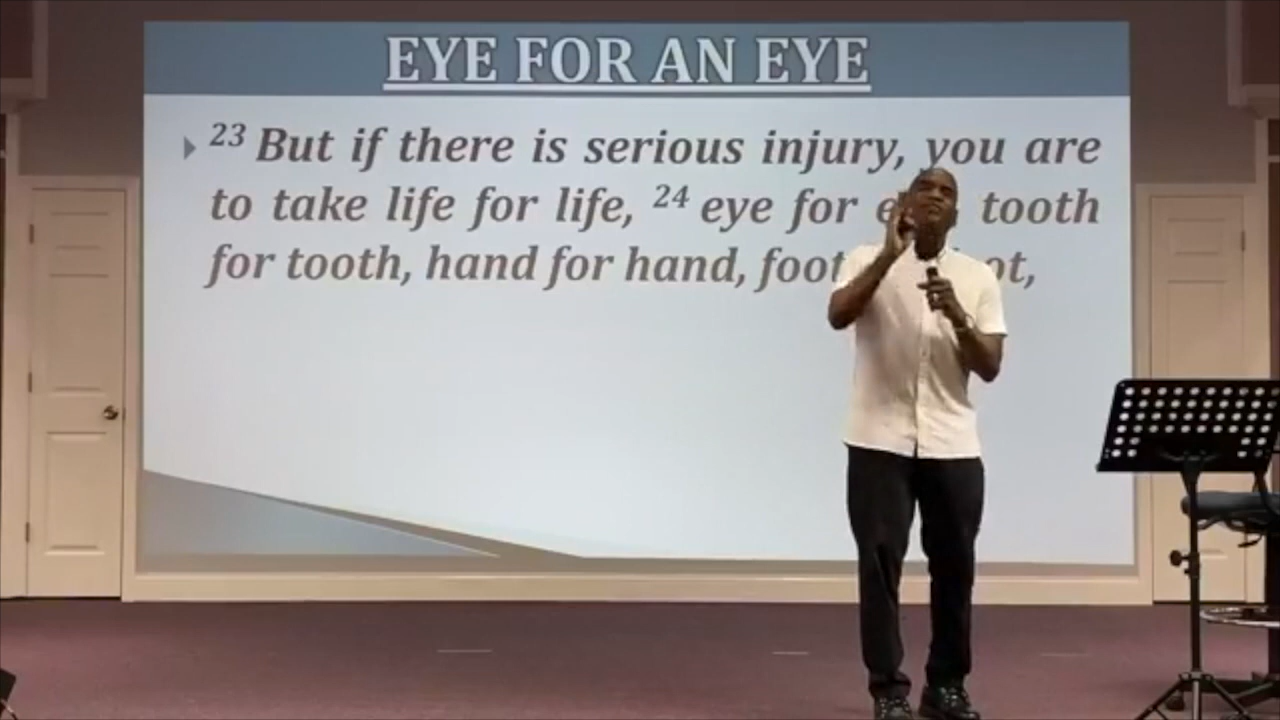 EYE FOR AN EYE
23 But if there is serious injury, you are
to take life for life, 24 eye for tooth
for tooth, hand for hand, foot